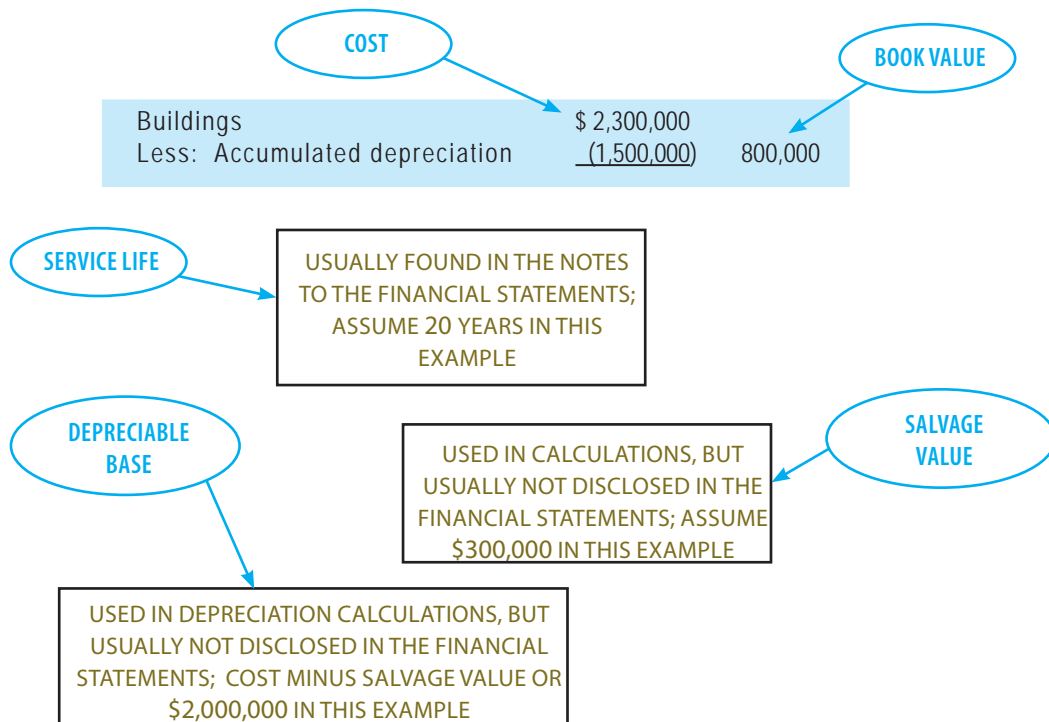 COST
BOOK VALUE
Buildings $ 2,300,000
Less: Accumulated depreciation (1,500,000) 800,000
SERVICE LIFE
USUALLY FOUND IN THE NOTES
TO THE FINANCIAL STATEMENTS;
ASSUME 20 YEARS IN THIS
EXAMPLE
DEPRECIABLE
BASE
USED IN CALCULATIONS, BUT
USUALLY NOT DISCLOSED IN THE
FINANCIAL STATEMENTS; ASSUME
$300,000 IN THIS EXAMPLE
SALVAGE
VALUE
USED IN DEPRECIATION CALCULATIONS, BUT
USUALLY NOT DISCLOSED IN THE FINANCIAL
STATEMENTS; COST MINUS SALVAGE VALUE OR
$2,000,000 IN THIS EXAMPLE